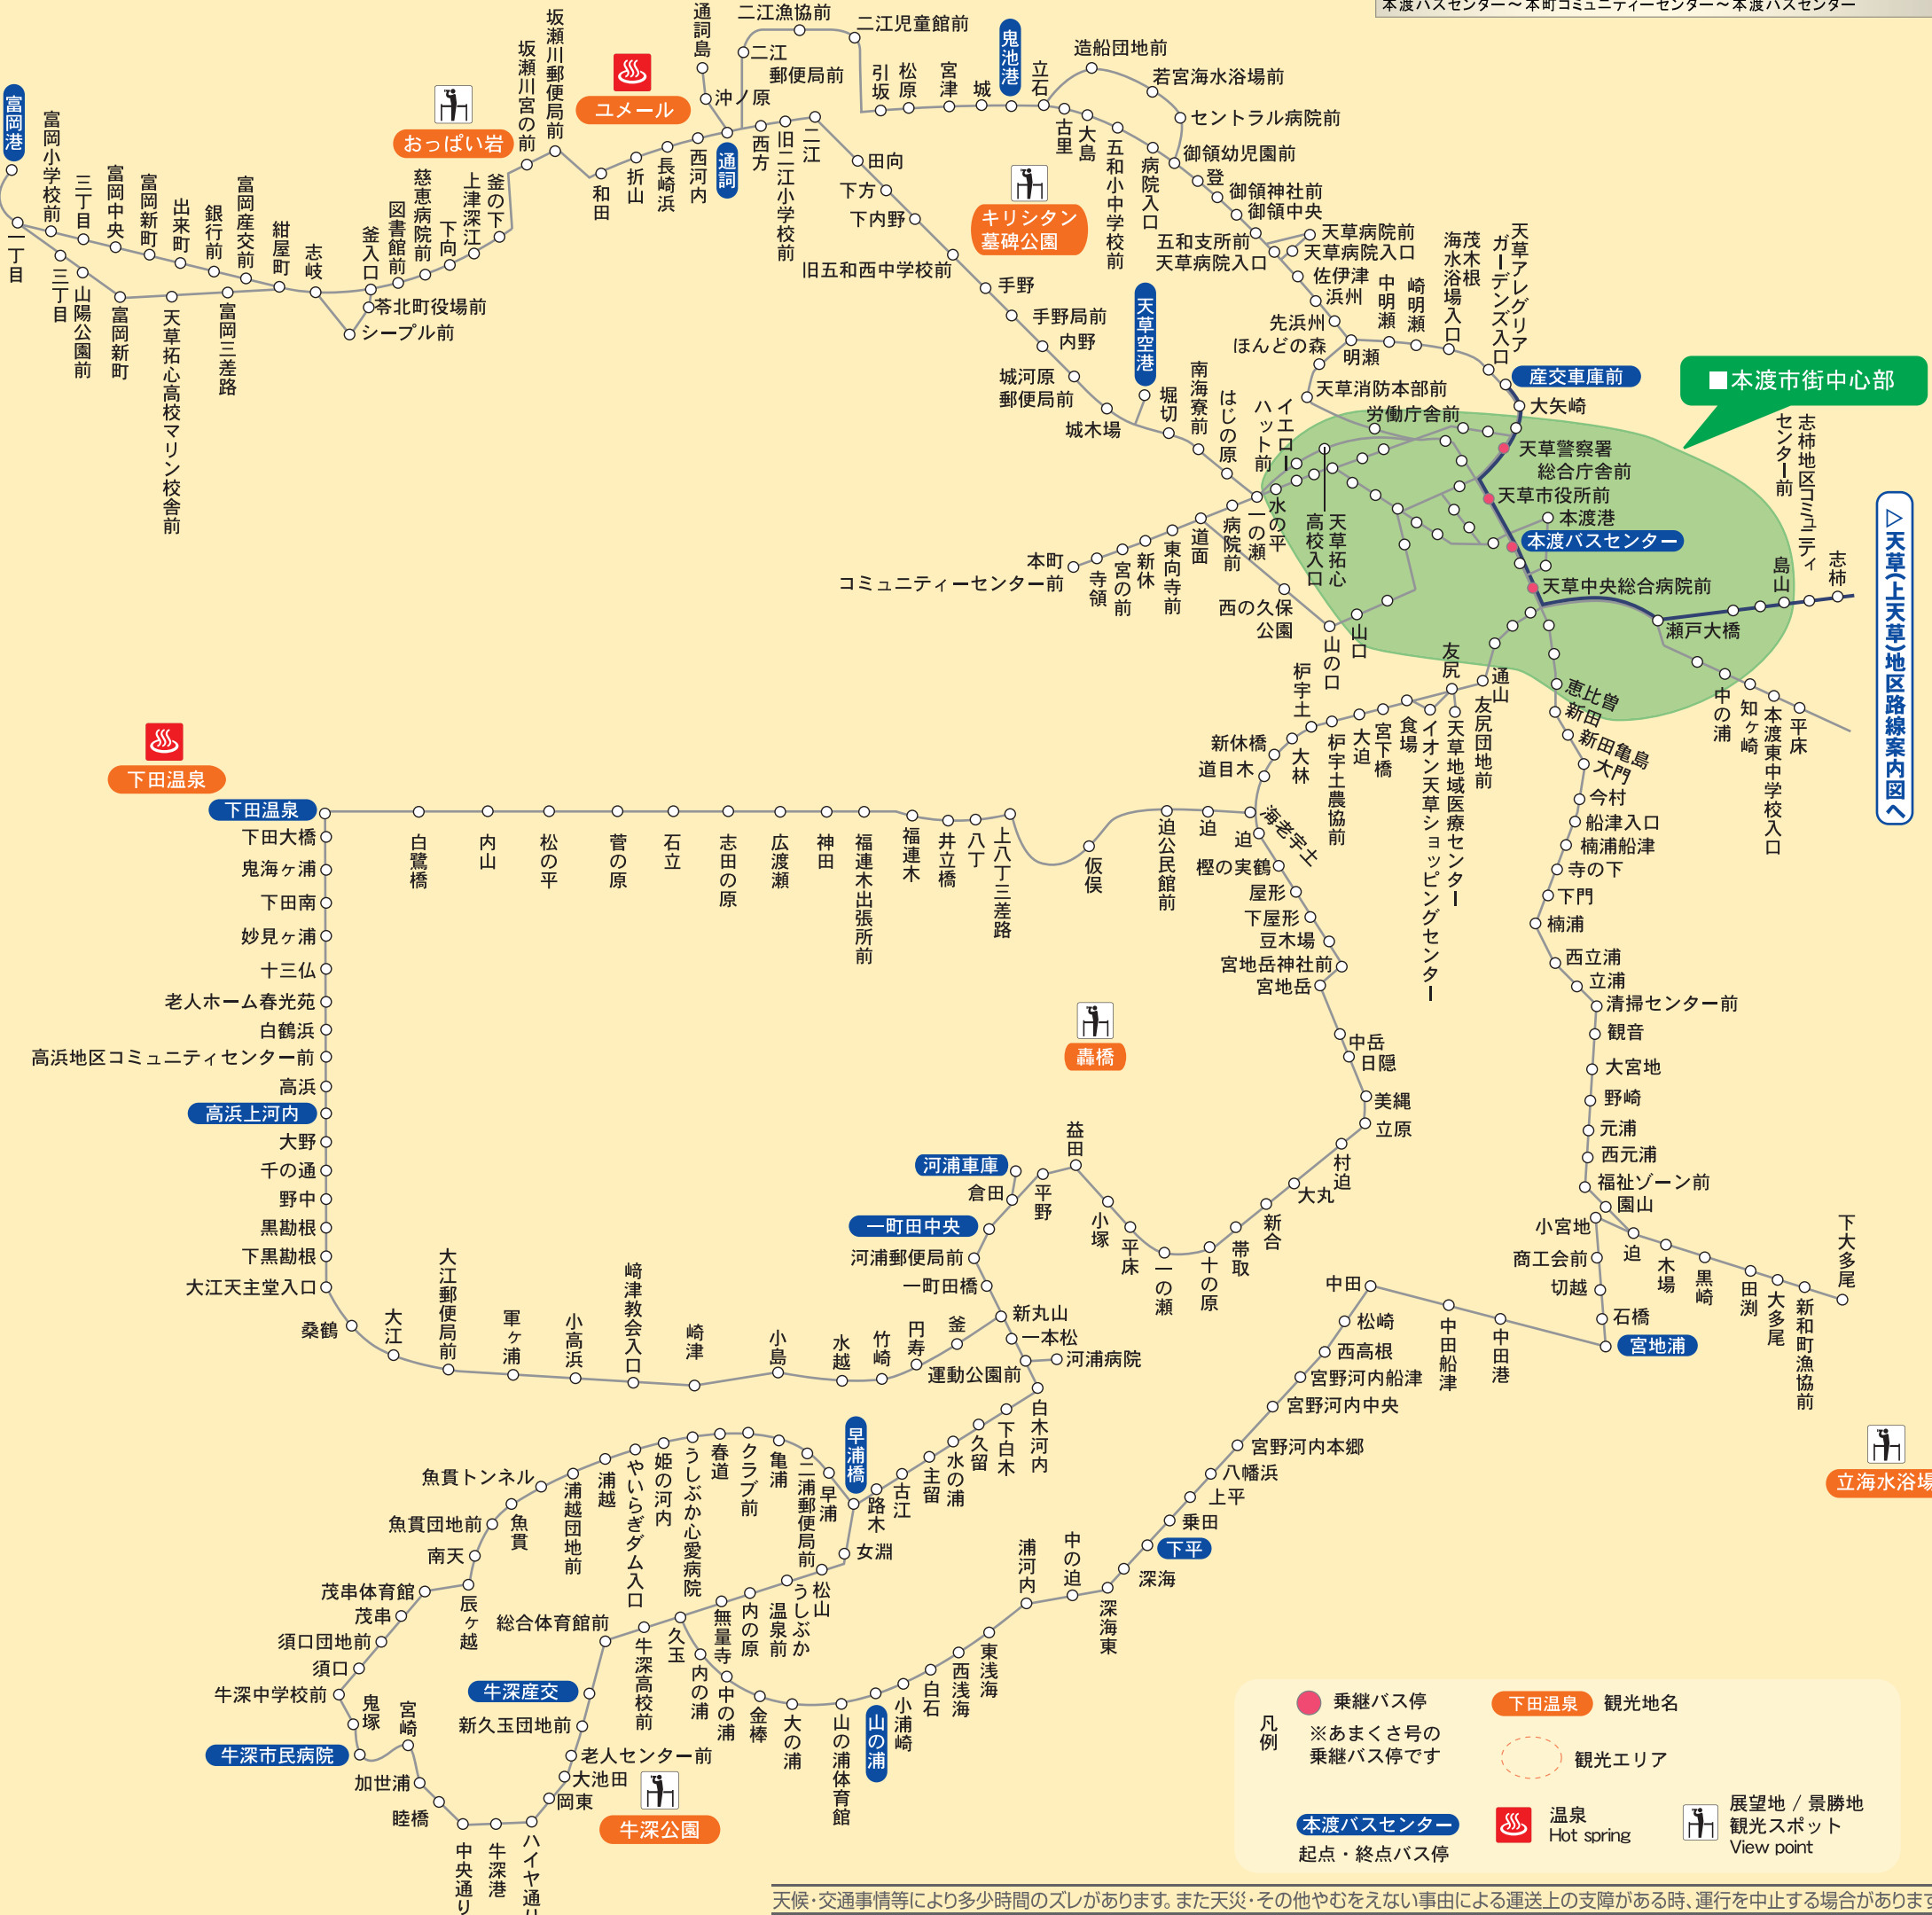 本渡バスセンター～本町コミュニティーセンター～本渡バスセンター
富岡港
一丁目
富岡小学校前
三丁目
富岡中央
富岡新町
出来町
銀行前
富岡産交前
紺屋町
志岐
三丁目
山陽公園前
富岡新町
天草拓心高校マリン校舎前
富岡三差路
釜入口
図書館前
慈恵病院前
下向
上津深江
釜の下
苓北町役場前
シープル前
おっぱい岩
坂瀬川宮の前
坂瀬川郵便局前
ユメール
和田
折山
長崎浜
西河内
通詞
通詞島
沖ノ原
二江漁協前
二江児童館前
二江
郵便局前
西方
旧二江小学校前
二江
引坂
松原
宮津
城
鬼池港
立石
造船団地前
若宮海水浴場前
セントラル病院前
古里
大島
五和小中学校前
病院入口
御領幼児園前
登
御領神社前
御領中央
五和支所前
天草病院入口
天草病院前
天草病院入口
佐伊津
浜州
先浜州
ほんどの森
明瀬
中明瀬
崎明瀬
茂木根
海水浴場入口
天草アレグリア
ガーデンズ入口
産交車庫前
大矢崎
天草消防本部前
労働庁舎前
田向
下方
下内野
旧五和西中学校前
手野
手野局前
内野
城河原
郵便局前
城木場
天草空港
堀切
南海寮前
はじの原
イエロー
ハット前
キリシタン
墓碑公園
■本渡市街中心部
天草警察署
総合庁舎前
天草市役所前
本渡港
本渡バスセンター
天草中央総合病院前
瀬戸大橋
島山
志柿地区コミュニティ
センター前
志柿
▷天草(上天草)地区路線案内図へ
水の平
一の瀬
病院前
道面
東向寺前
新休
宮の前
寺領
本町
コミュニティーセンター前
天草拓心
高校入口
西の久保
公園
山の口
山口
中の浦
知ヶ崎
本渡東中学校入口
平床
友尻
通山
友尻団地前
天草地域医療センター
イオン天草ショッピングセンター
食場
宮下橋
大迫
枦宇土農協前
枦宇土
大林
新休橋
道目木
海老宇土
恵比曽
新田
新田亀島
大門
今村
船津入口
楠浦船津
寺の下
下門
楠浦
西立浦
立浦
清掃センター前
観音
大宮地
野崎
元浦
西元浦
福祉ゾーン前
園山
小宮地
迫
木場
黒崎
田渕
大多尾
新和町漁協前
下大多尾
商工会前
切越
石橋
宮地浦
下田温泉
下田温泉
白鷺橋
内山
松の平
菅の原
石立
志田の原
広渡瀬
神田
福連木出張所前
福連木
井立橋
八丁
上八丁三差路
仮俣
迫公民館前
迫
迫
樫の実鶴
屋形
下屋形
豆木場
宮地岳神社前
宮地岳
中岳
日隠
美縄
立原
村迫
大丸
新合
帯取
十の原
一の瀬
平床
小塚
益田
平野
河浦車庫
倉田
一町田中央
河浦郵便局前
一町田橋
新丸山
一本松
河浦病院
運動公園前
轟橋
下田大橋
鬼海ヶ浦
下田南
妙見ヶ浦
十三仏
老人ホーム春光苑
白鶴浜
高浜地区コミュニティセンター前
高浜
高浜上河内
大野
千の通
野中
黒勘根
下黒勘根
大江天主堂入口
桑鶴
大江
大江郵便局前
軍ヶ浦
小高浜
﨑津教会入口
崎津
小島
水越
竹崎
円寿
釜
白木河内
下白木
久留
水の浦
主留
古江
路木
早浦橋
早浦
二浦郵便局前
亀浦
クラブ前
春道
うしぶか心愛病院
姫の河内
やいらぎダム入口
浦越
浦越団地前
魚貫トンネル
魚貫
魚貫団地前
南天
辰ヶ越
茂串体育館
茂串
須口団地前
須口
牛深中学校前
鬼塚
牛深市民病院
宮崎
加世浦
睦橋
中央通り
牛深港
ハイヤ通り
岡東
大池田
老人センター前
新久玉団地前
牛深産交
総合体育館前
牛深高校前
久玉
無量寺
内の原
うしぶか
温泉前
松山
女淵
牛深公園
内の浦
中の浦
金棒
大の浦
山の浦体育館
山の浦
小浦崎
白石
西浅海
東浅海
浦河内
中の迫
深海東
深海
下平
乗田
上平
八幡浜
宮野河内本郷
宮野河内中央
宮野河内船津
西高根
松崎
中田
中田船津
中田港
立海水浴場
凡例
乗継バス停
※あまくさ号の
乗継バス停です
下田温泉
観光地名
観光エリア
本渡バスセンター
起点・終点バス停
温泉
Hot spring
展望地 / 景勝地
観光スポット
View point
天候・交通事情等により多少時間のズレがあります。また天災・その他やむをえない事由による運送上の支障がある時、運行を中止する場合があります